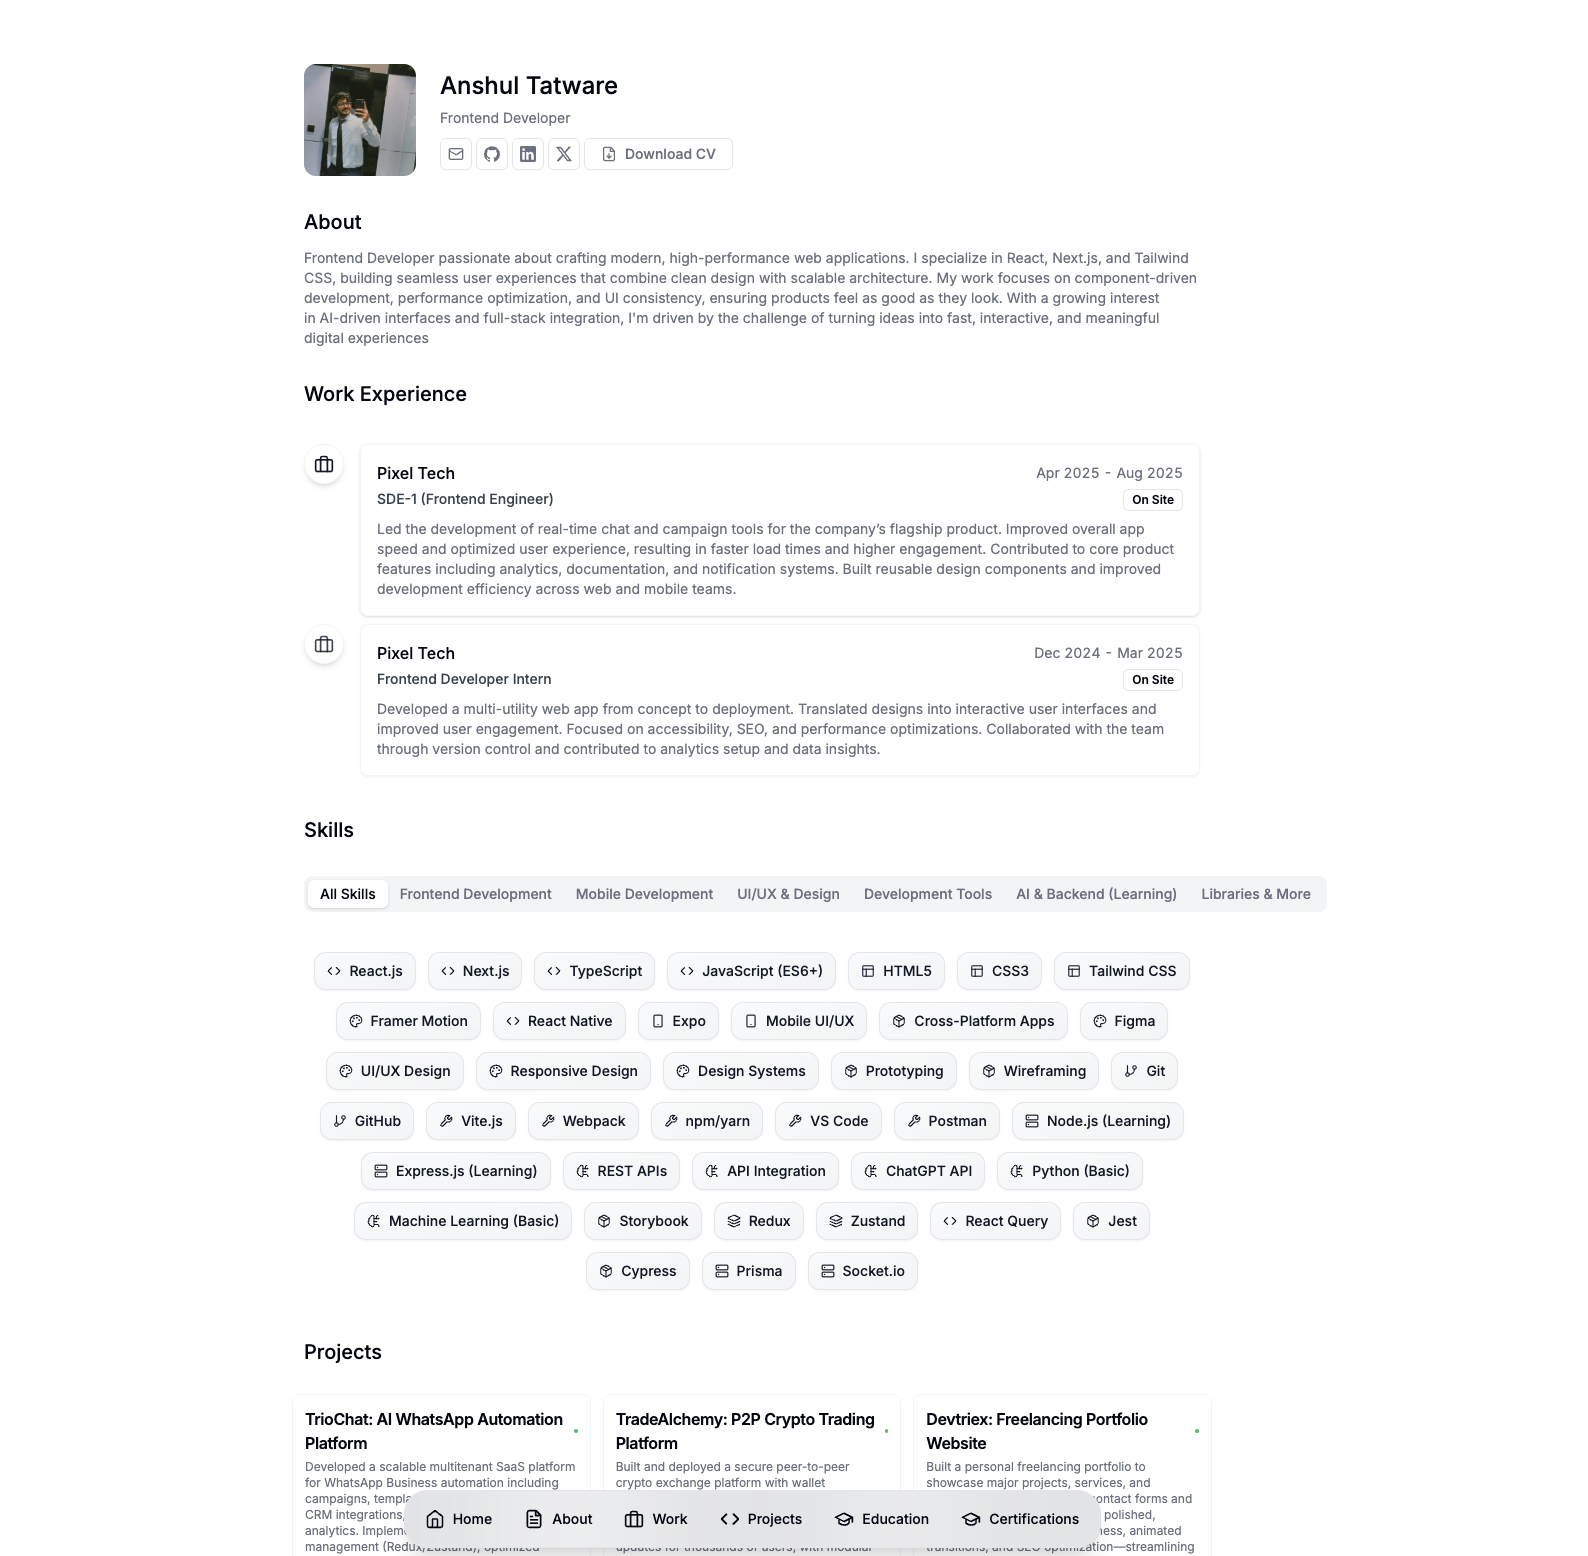 Anshul Tatware
Frontend Developer
Download CV
About
Frontend Developer passionate about crafting modern, high-performance web applications. I specialize in React, Next.js, and Tailwind
CSS, building seamless user experiences that combine clean design with scalable architecture. My work focuses on component-driven
development, performance optimization, and UI consistency, ensuring products feel as good as they look. With a growing interest
in AI-driven interfaces and full-stack integration, I'm driven by the challenge of turning ideas into fast, interactive, and meaningful
digital experiences
Work Experience
Pixel Tech
Apr 2025 - Aug 2025
SDE-1 (Frontend Engineer)
On Site
Led the development of real-time chat and campaign tools for the company’s flagship product. Improved overall app
speed and optimized user experience, resulting in faster load times and higher engagement. Contributed to core product
features including analytics, documentation, and notification systems. Built reusable design components and improved
development efficiency across web and mobile teams.
Pixel Tech
Dec 2024 - Mar 2025
Frontend Developer Intern
On Site
Developed a multi-utility web app from concept to deployment. Translated designs into interactive user interfaces and
improved user engagement. Focused on accessibility, SEO, and performance optimizations. Collaborated with the team
through version control and contributed to analytics setup and data insights.
Skills
All Skills Frontend Development Mobile Development UI/UX & Design Development Tools AI & Backend (Learning) Libraries & More
React.js Next.js TypeScript JavaScript (ES6+) HTML5 CSS3 Tailwind CSS
Framer Motion React Native Expo Mobile UI/UX Cross-Platform Apps Figma
UI/UX Design Responsive Design Design Systems Prototyping Wireframing Git
GitHub Vite.js Webpack npm/yarn VS Code Postman Node.js (Learning)
Express.js (Learning) REST APIs API Integration ChatGPT API Python (Basic)
Machine Learning (Basic) Storybook Redux Zustand React Query Jest
Cypress Prisma Socket.io
Projects
TrioChat: AI WhatsApp Automation
Platform
Developed a scalable multitenant SaaS platform
for WhatsApp Business automation including
campaigns,
CRM integrations,
analytics.
management (Redux/Zustand), optimized
TradeAlchemy: P2P Crypto Trading
Platform
Built and deployed a secure peer-to-peer
crypto exchange platform with wallet
updates for thousands of users, with modular
Devtriex: Freelancing Portfolio
Website
Built a personal freelancing portfolio to
showcase major projects, services, and
contact forms and
polished,
animated
transitions, and SEO optimization—streamlining
Home About Work Projects Education Certifications